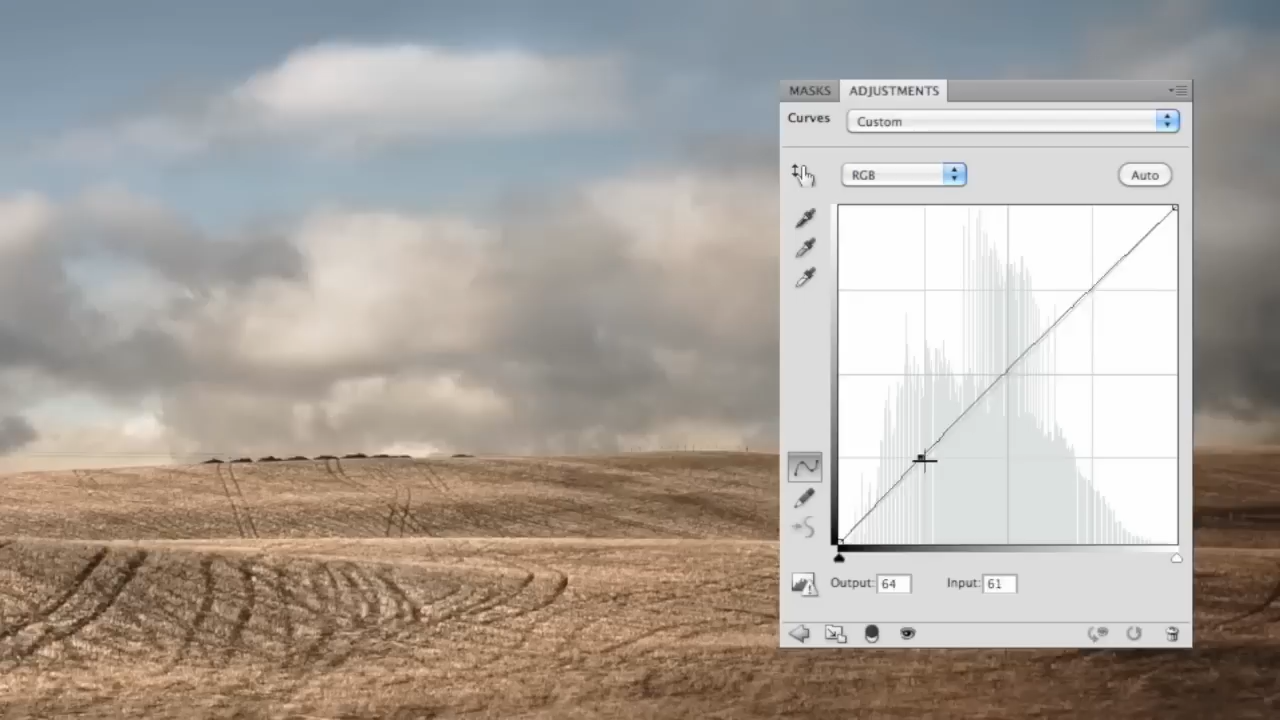 MASKS ADJUSTMENTS
Curves Custom
RGB Auto
Output: 64 Input: 61